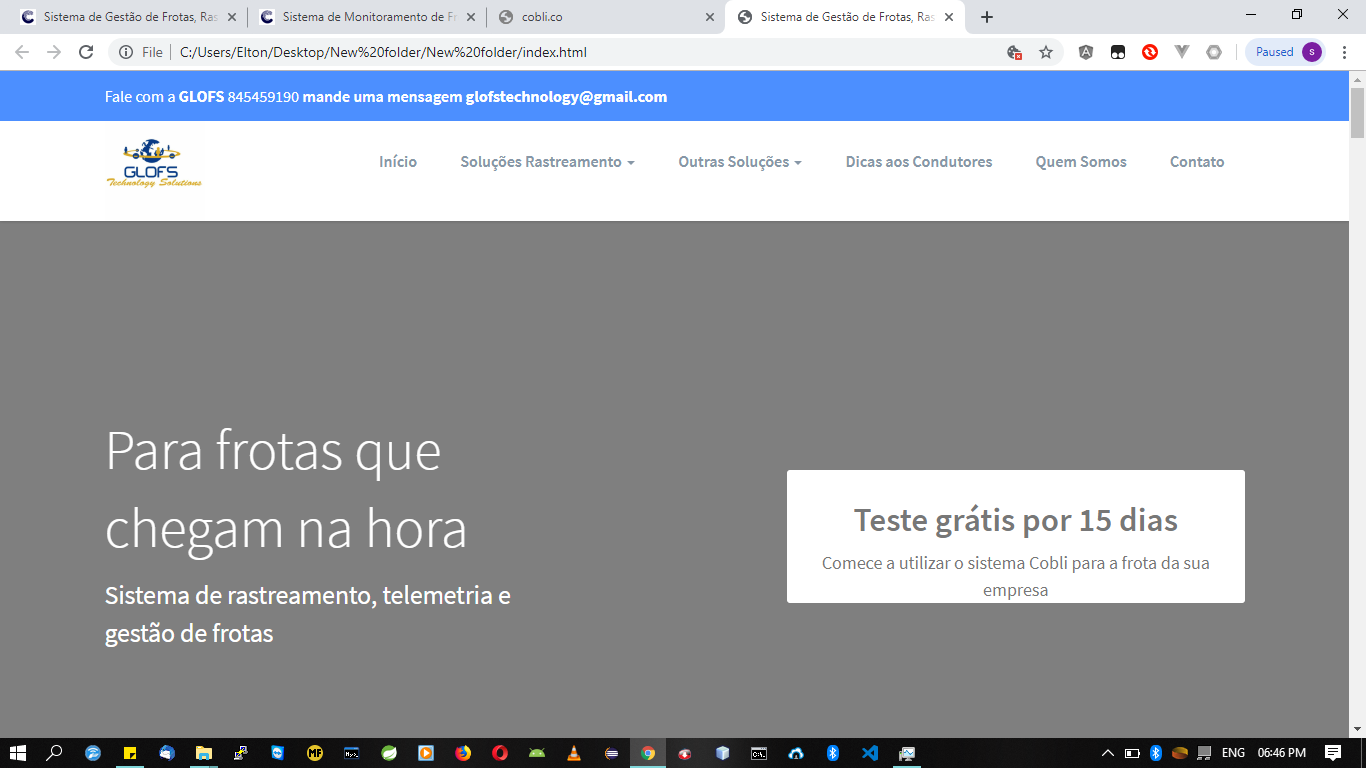 Sistema de Gestão de Frotas, Ras
Sistema de Monitoramento de Fr
cobli.co
Sistema de Gestão de Frotas, Ras
File
C:/Users/Elton/Desktop/New%20folder/New%20folder/index.html
Paused
s
Fale com a GLOFS 845459190 mande uma mensagem glofstechnology@gmail.com
GLOFS
Technology Solutions
Início
Soluções Rastreamento
Outras Soluções
Dicas aos Condutores
Quem Somos
Contato
Para frotas que
chegam na hora
Sistema de rastreamento, telemetria e
gestão de frotas
Teste grátis por 15 dias
Comece a utilizar o sistema Cobli para a frota da sua
empresa
MF
ENG
06:46 PM